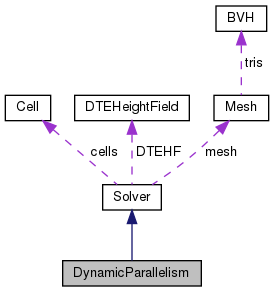 BVH
tris
Cell
DTEHeightField
Mesh
cells
DTEHF
mesh
Solver
DynamicParallelism